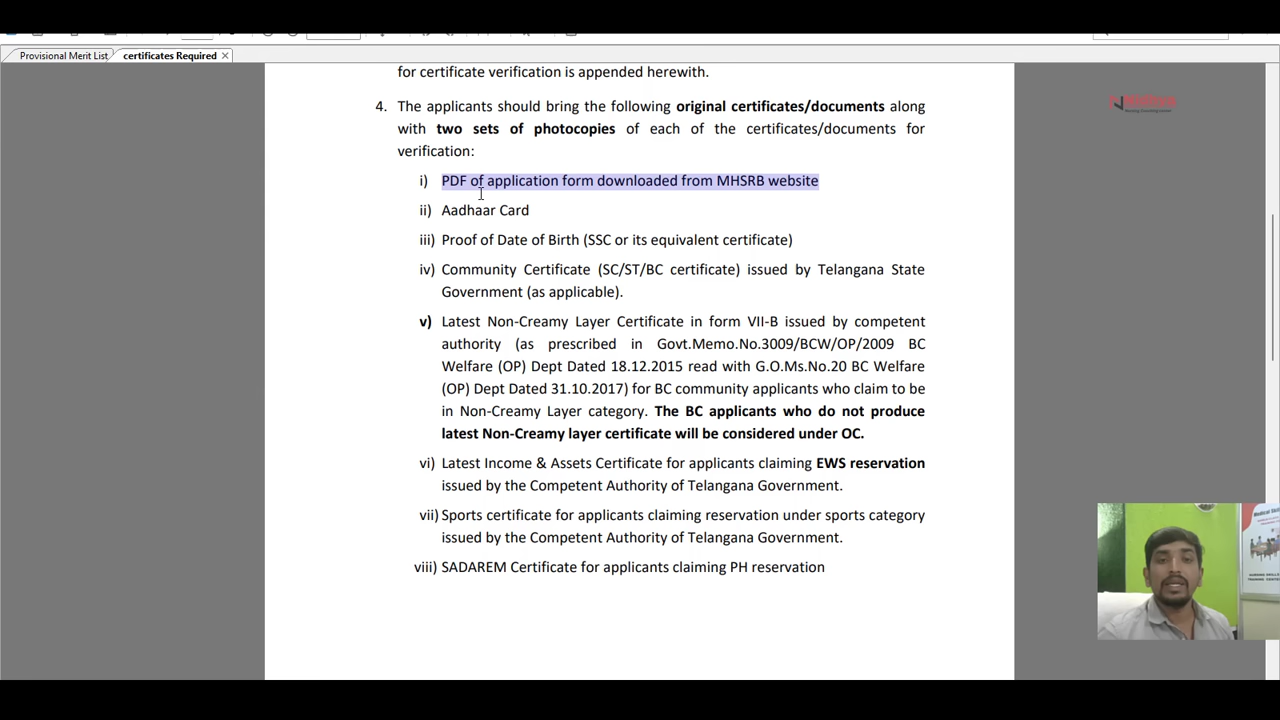 Provisional Merit List
certificates Required
for certificate verification is appended herewith.
4. The applicants should bring the following original certificates/documents along
with two sets of photocopies of each of the certificates/documents for
verification:
i) PDF of application form downloaded from MHSRB website
ii) Aadhaar Card
iii) Proof of Date of Birth (SSC or its equivalent certificate)
iv) Community Certificate (SC/ST/BC certificate) issued by Telangana State
Government (as applicable).
v) Latest Non-Creamy Layer Certificate in form VII-B issued by competent
authority (as prescribed in Govt.Memo.No.3009/BCW/OP/2009 BC
Welfare (OP) Dept Dated 18.12.2015 read with G.O.Ms.No.20 BC Welfare
(OP) Dept Dated 31.10.2017) for BC community applicants who claim to be
in Non-Creamy Layer category. The BC applicants who do not produce
latest Non-Creamy layer certificate will be considered under OC.
vi) Latest Income & Assets Certificate for applicants claiming EWS reservation
issued by the Competent Authority of Telangana Government.
vii) Sports certificate for applicants claiming reservation under sports category
issued by the Competent Authority of Telangana Government.
viii) SADAREM Certificate for applicants claiming PH reservation